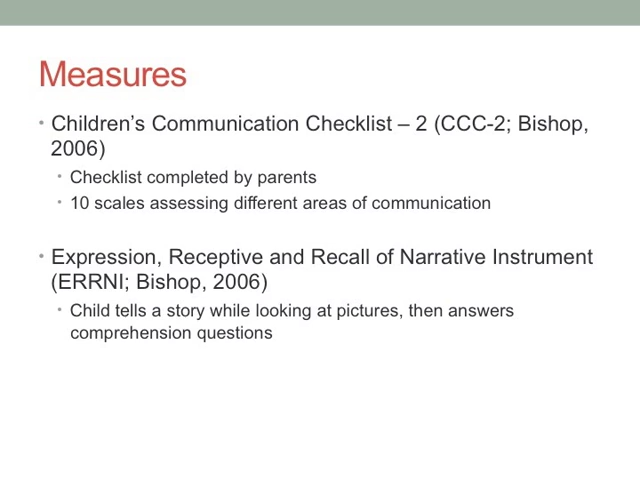 Measures
• Children’s Communication Checklist – 2 (CCC-2; Bishop,
2006)
• Checklist completed by parents
• 10 scales assessing different areas of communication
• Expression, Receptive and Recall of Narrative Instrument
(ERRNI; Bishop, 2006)
• Child tells a story while looking at pictures, then answers
comprehension questions